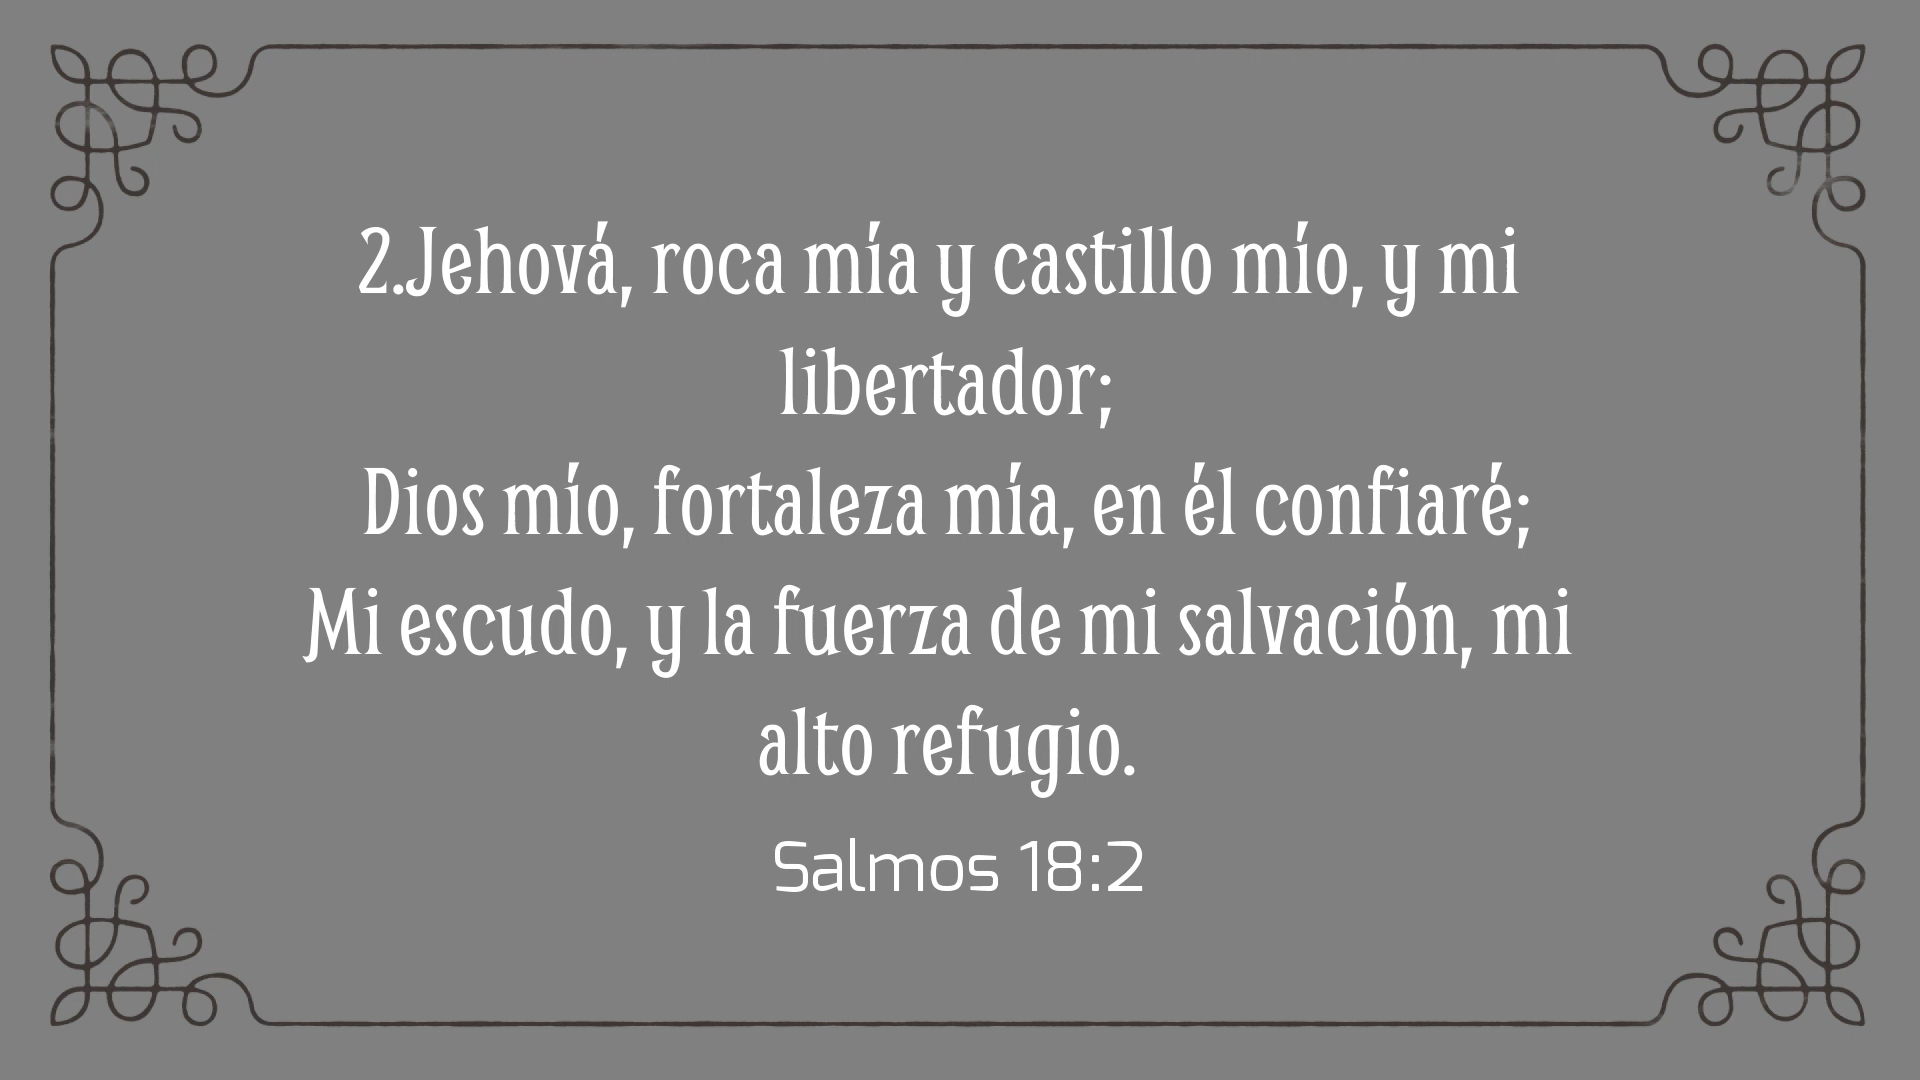 2.Jehová, roca mía y castillo mío, y mi
libertador;
Dios mío, fortaleza mía, en él confiaré;
Mi escudo, y la fuerza de mi salvación, mi
alto refugio.
Salmos 18:2